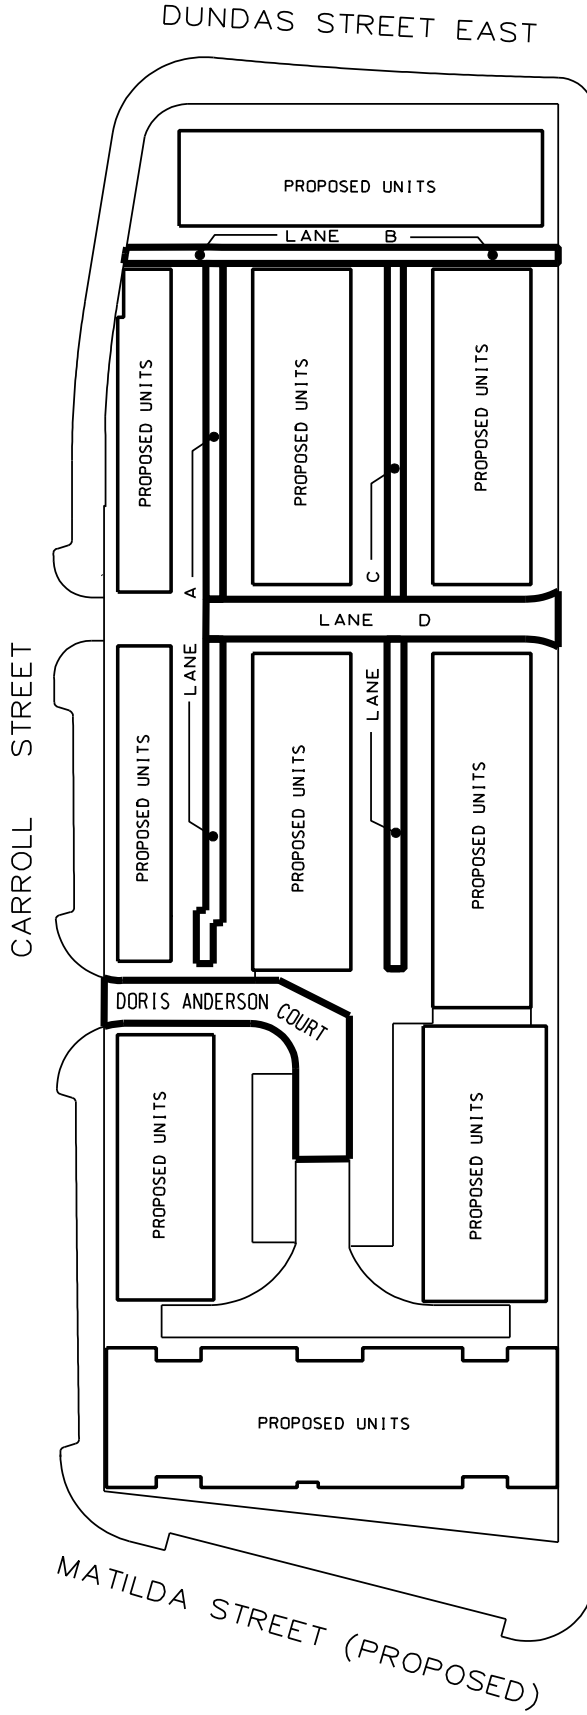 DUNDAS STREET EAST
PROPOSED UNITS
LANE B
PROPOSED UNITS
PROPOSED UNITS
PROPOSED UNITS
LANE A
LANE C
LANE D
CARROLL STREET
PROPOSED UNITS
PROPOSED UNITS
PROPOSED UNITS
DORIS ANDERSON COURT
PROPOSED UNITS
PROPOSED UNITS
PROPOSED UNITS
MATILDA STREET (PROPOSED)